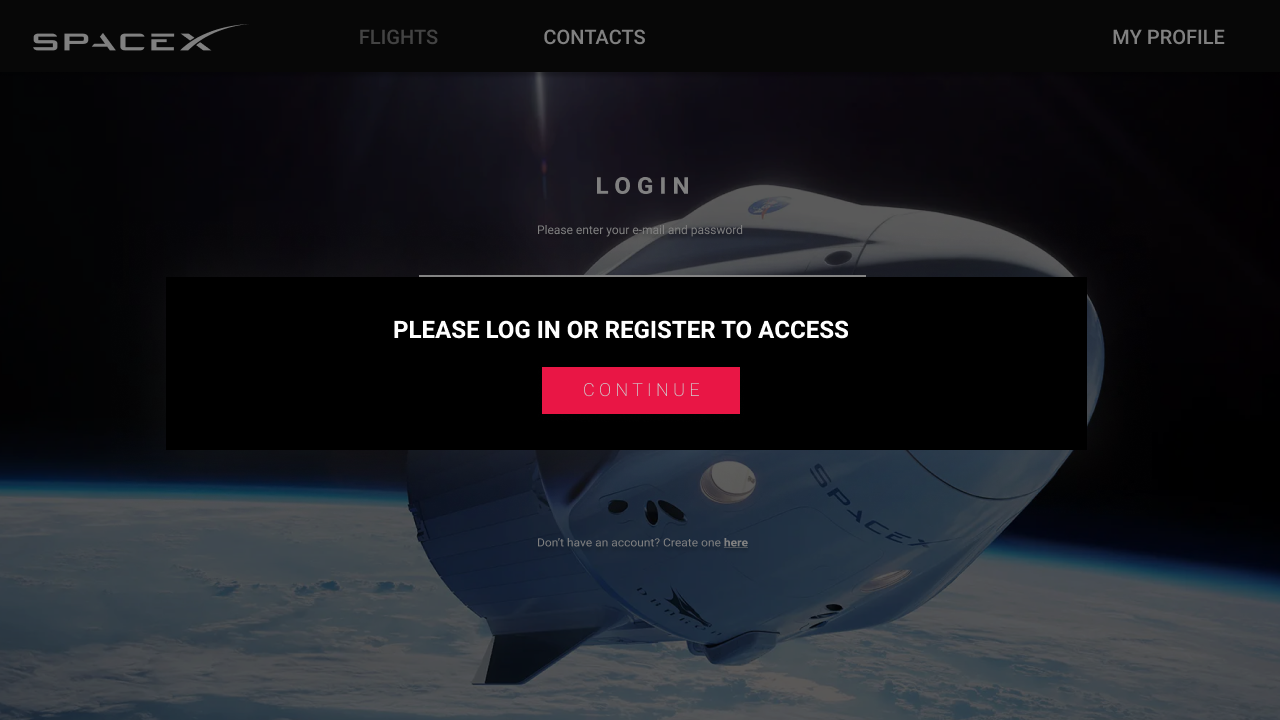 SPACEX
FLIGHTS
CONTACTS
MY PROFILE
LOGIN
Please enter your e-mail and password
PLEASE LOG IN OR REGISTER TO ACCESS
CONTINUE
SPACEX
Don't have an account? Create one here
DRAGON